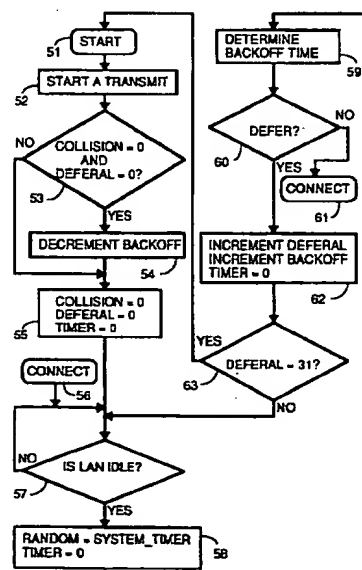 START
51
START A TRANSMIT
52
NO
COLLISION = 0
AND
DEFERAL = 0?
53
YES
DECREMENT BACKOFF
54
COLLISION = 0
DEFERAL = 0
TIMER = 0
55
CONNECT
56
NO
IS LAN IDLE?
57
YES
RANDOM = SYSTEM_TIMER
TIMER = 0
58
DETERMINE
BACKOFF TIME
59
NO
DEFER?
60
YES
CONNECT
61
INCREMENT DEFERAL
INCREMENT BACKOFF
TIMER = 0
62
YES
DEFERAL = 31?
63
NO